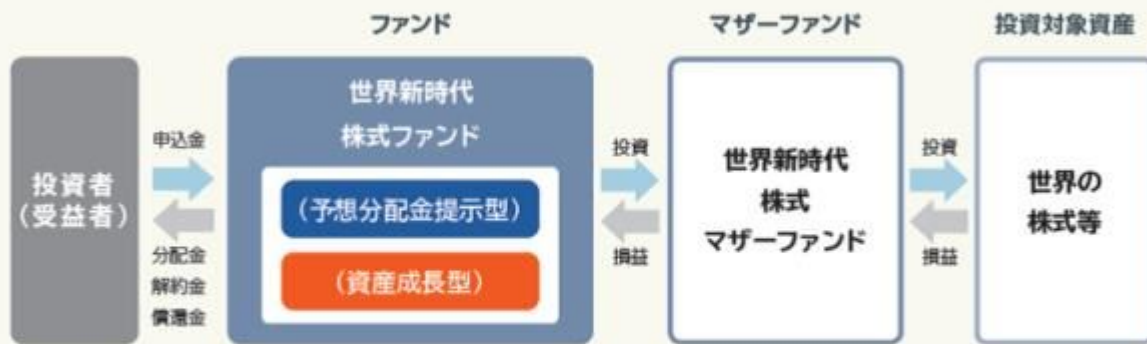 ファンド
マザーファンド
投資対象資産
投資者
(受益者)
申込金
分配金
解約金
償還金
世界新時代
株式ファンド
(予想分配金提示型)
(資産成長型)
投資
損益
世界新時代
株式
マザーファンド
投資
損益
世界の
株式等